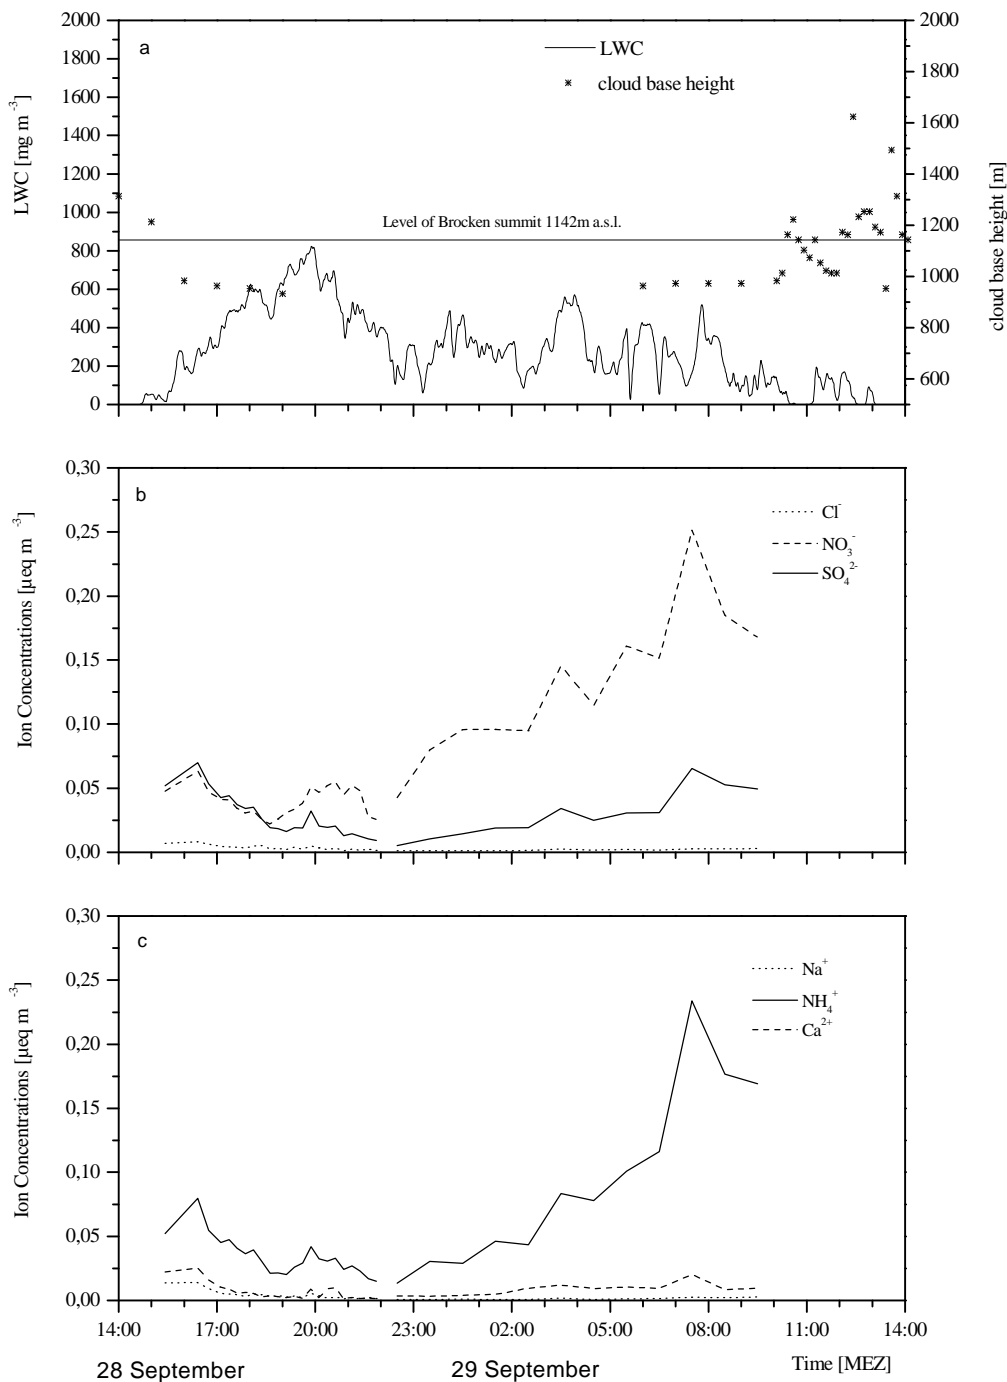 a
LWC
cloud base height
LWC [mg m⁻³]
2000
1800
1600
1400
1200
1000
800
600
400
200
0
Level of Brocken summit 1142m a.s.l.
2000
1800
1600
1400
1200
1000
800
600
cloud base height [m]
b
Cl⁻
NO₃⁻
SO₄²⁻
Ion Concentrations [µeq m⁻³]
0,30
0,25
0,20
0,15
0,10
0,05
0,00
c
Na⁺
NH₄⁺
Ca²⁺
Ion Concentrations [µeq m⁻³]
0,30
0,25
0,20
0,15
0,10
0,05
0,00
14:00 17:00 20:00 23:00 02:00 05:00 08:00 11:00 14:00
28 September 29 September Time [MEZ]